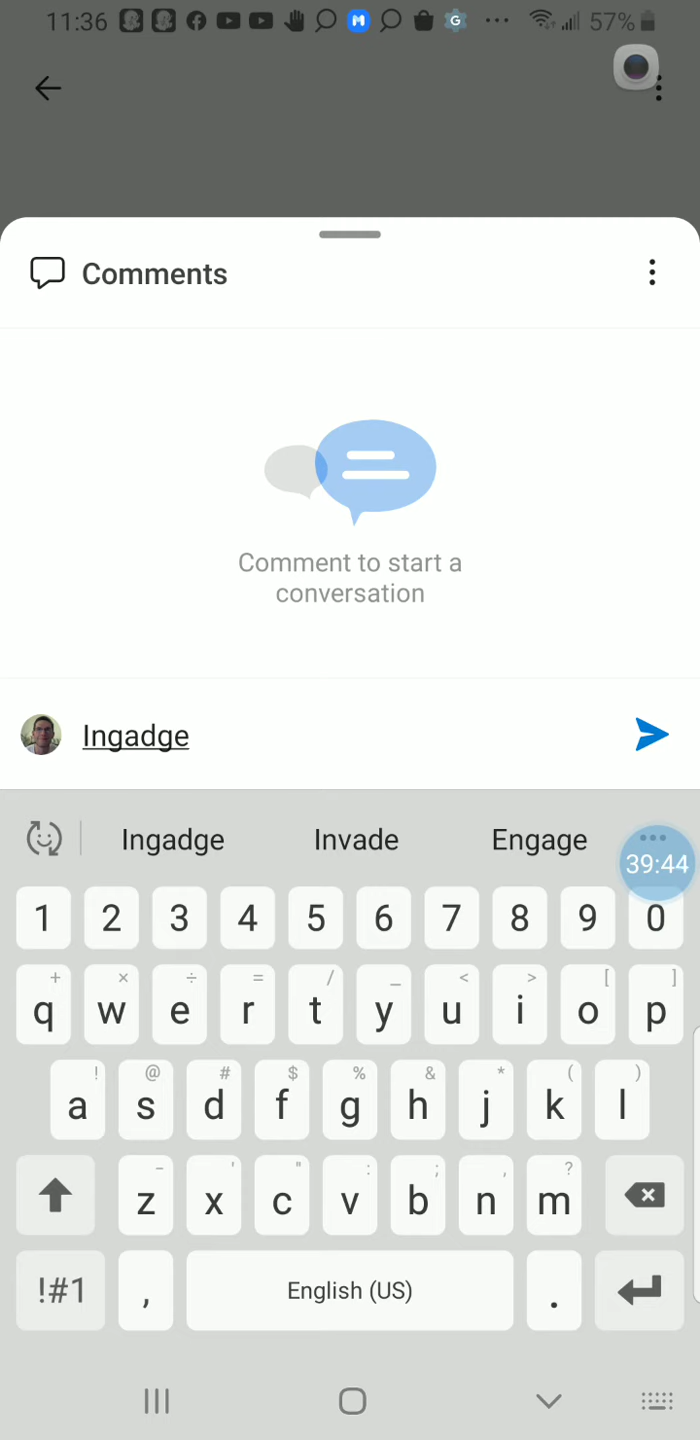 11:36 57%
Comments
Comment to start a
conversation
Ingadge
Ingadge Invade Engage
39:44
1 2 3 4 5 6 7 8 9 0
+ × ÷ = / _ < > [ ]
q w e r t y u i o p
! @ # $ % & * ( )
a s d f g h j k l
- ' " : ; , ?
z x c v b n m
!#1 , English (US) .